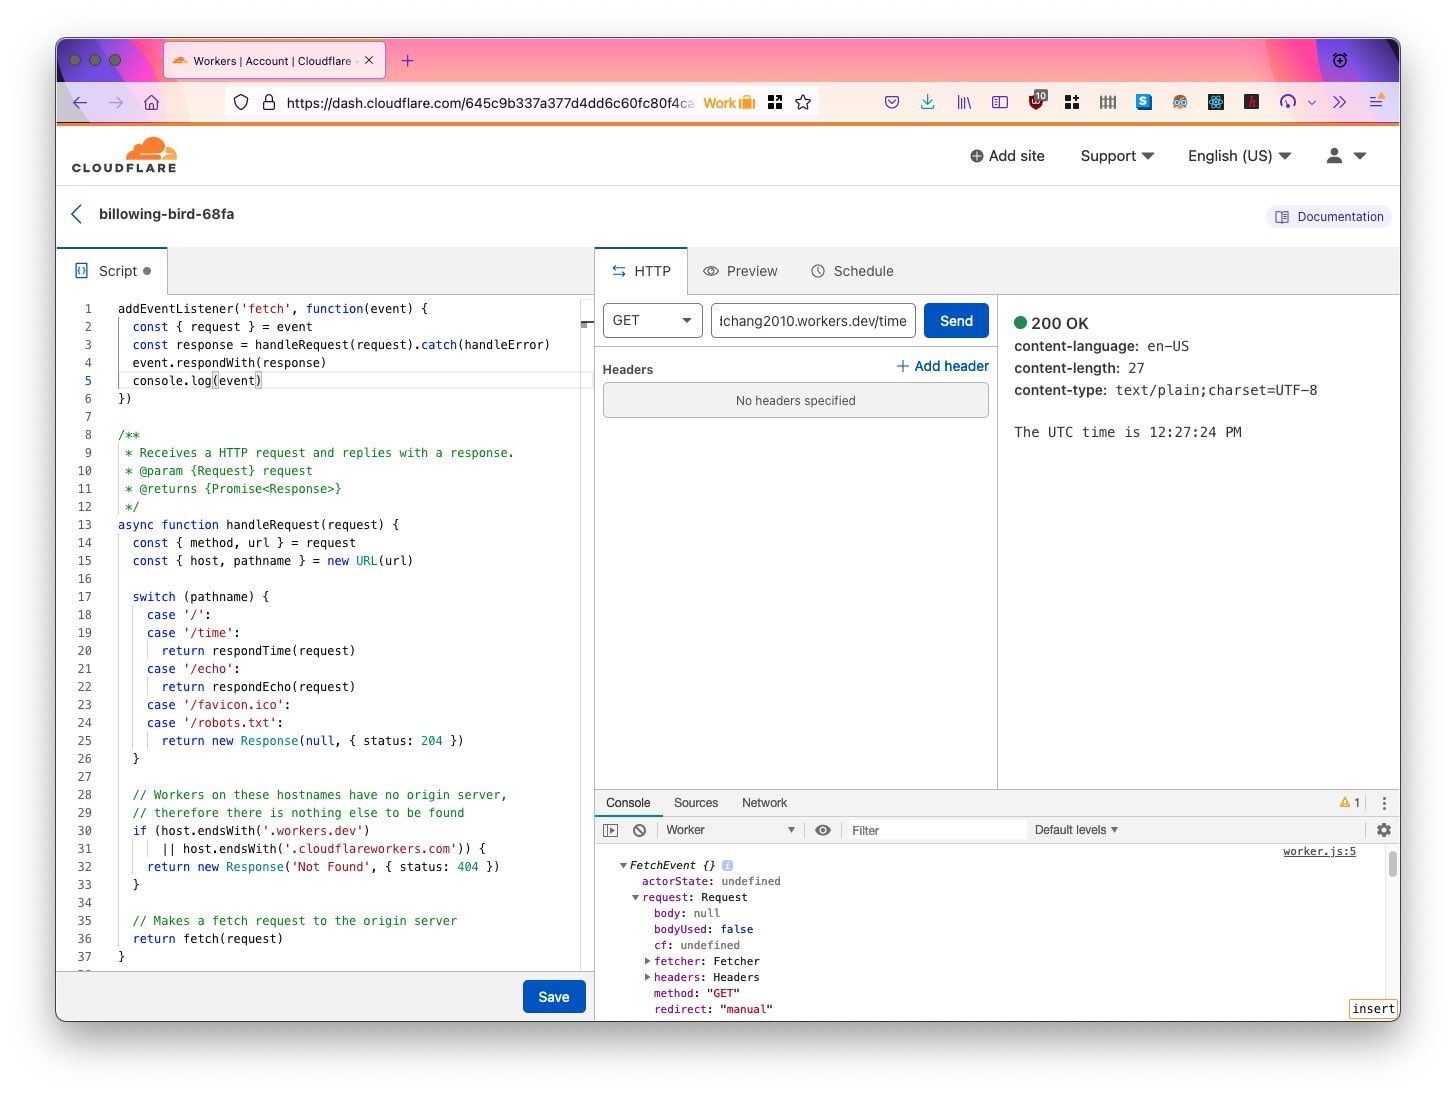 Workers | Account | Cloudflare -
https://dash.cloudflare.com/645c9b337a377d4dd6c60fc80f4ca
Work
10
CLOUDFLARE
Add site
Support
English (US)
billowing-bird-68fa
Documentation
Script
HTTP
Preview
Schedule
1 addEventListener('fetch', function(event) {
2 const { request } = event
3 const response = handleRequest(request).catch(handleError)
4 event.respondWith(response)
5 console.log(event)
6 })
7
8 /**
9 * Receives a HTTP request and replies with a response.
10 * @param {Request} request
11 * @returns {Promise<Response>}
12 */
13 async function handleRequest(request) {
14 const { method, url } = request
15 const { host, pathname } = new URL(url)
16
17 switch (pathname) {
18 case '/':
19 case '/time':
20 return respondTime(request)
21 case '/echo':
22 return respondEcho(request)
23 case '/favicon.ico':
24 case '/robots.txt':
25 return new Response(null, { status: 204 })
26 }
27
28 // Workers on these hostnames have no origin server,
29 // therefore there is nothing else to be found
30 if (host.endsWith('.workers.dev')
31 || host.endsWith('.cloudflareworkers.com')) {
32 return new Response('Not Found', { status: 404 })
33 }
34
35 // Makes a fetch request to the origin server
36 return fetch(request)
37 }
Save
GET
chang2010.workers.dev/time
Send
Headers
+ Add header
No headers specified
200 OK
content-language: en-US
content-length: 27
content-type: text/plain;charset=UTF-8
The UTC time is 12:27:24 PM
Console
Sources
Network
1
Worker
Filter
Default levels
worker.js:5
FetchEvent {} i
actorState: undefined
request: Request
body: null
bodyUsed: false
cf: undefined
fetcher: Fetcher
headers: Headers
method: "GET"
redirect: "manual"
insert